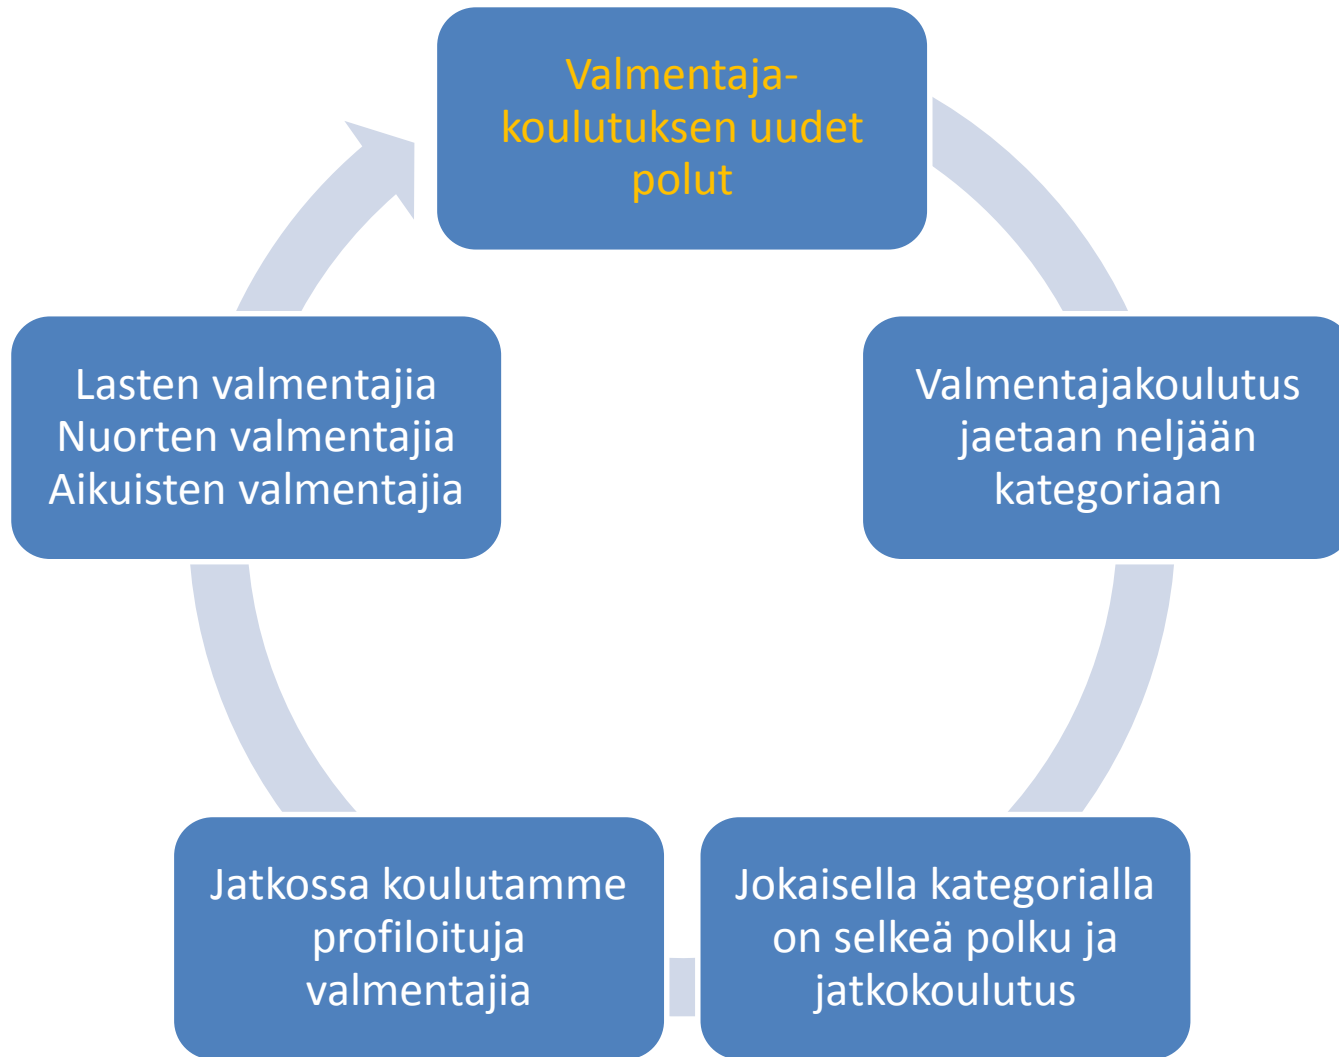 Valmentaja-
koulutuksen uudet
polut
Valmentajakoulutus
jaetaan neljään
kategoriaan
Jokaisella kategorialla
on selkeä polku ja
jatkokoulutus
Jatkossa koulutamme
profiloituja
valmentajia
Lasten valmentajia
Nuorten valmentajia
Aikuisten valmentajia